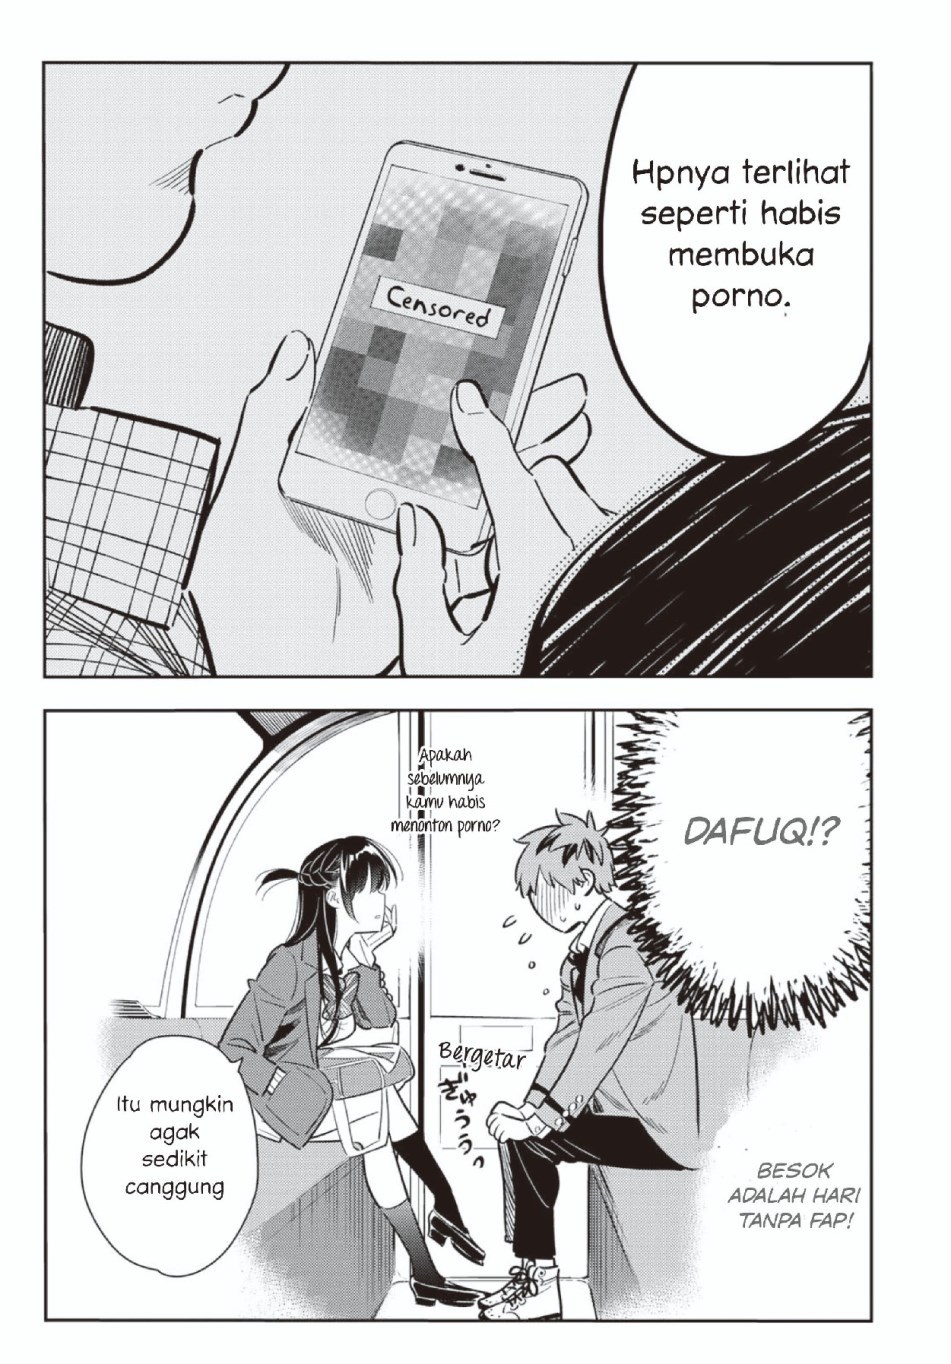 Hpnya terlihat
seperti habis
membuka
porno.
Censored
DAFUQ!?
Apakah
sebelumnya
kamu habis
menonton porno?
Bergetar
ぎゅううっ
BESOK
ADALAH HARI
TANPA FAP!
Itu mungkin
agak
sedikit
canggung